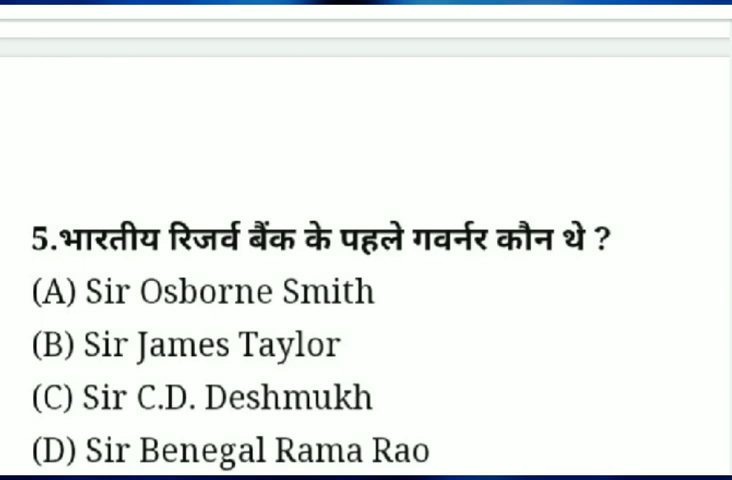 5.भारतीय रिजर्व बैंक के पहले गवर्नर कौन थे ?
(A) Sir Osborne Smith
(B) Sir James Taylor
(C) Sir C.D. Deshmukh
(D) Sir Benegal Rama Rao